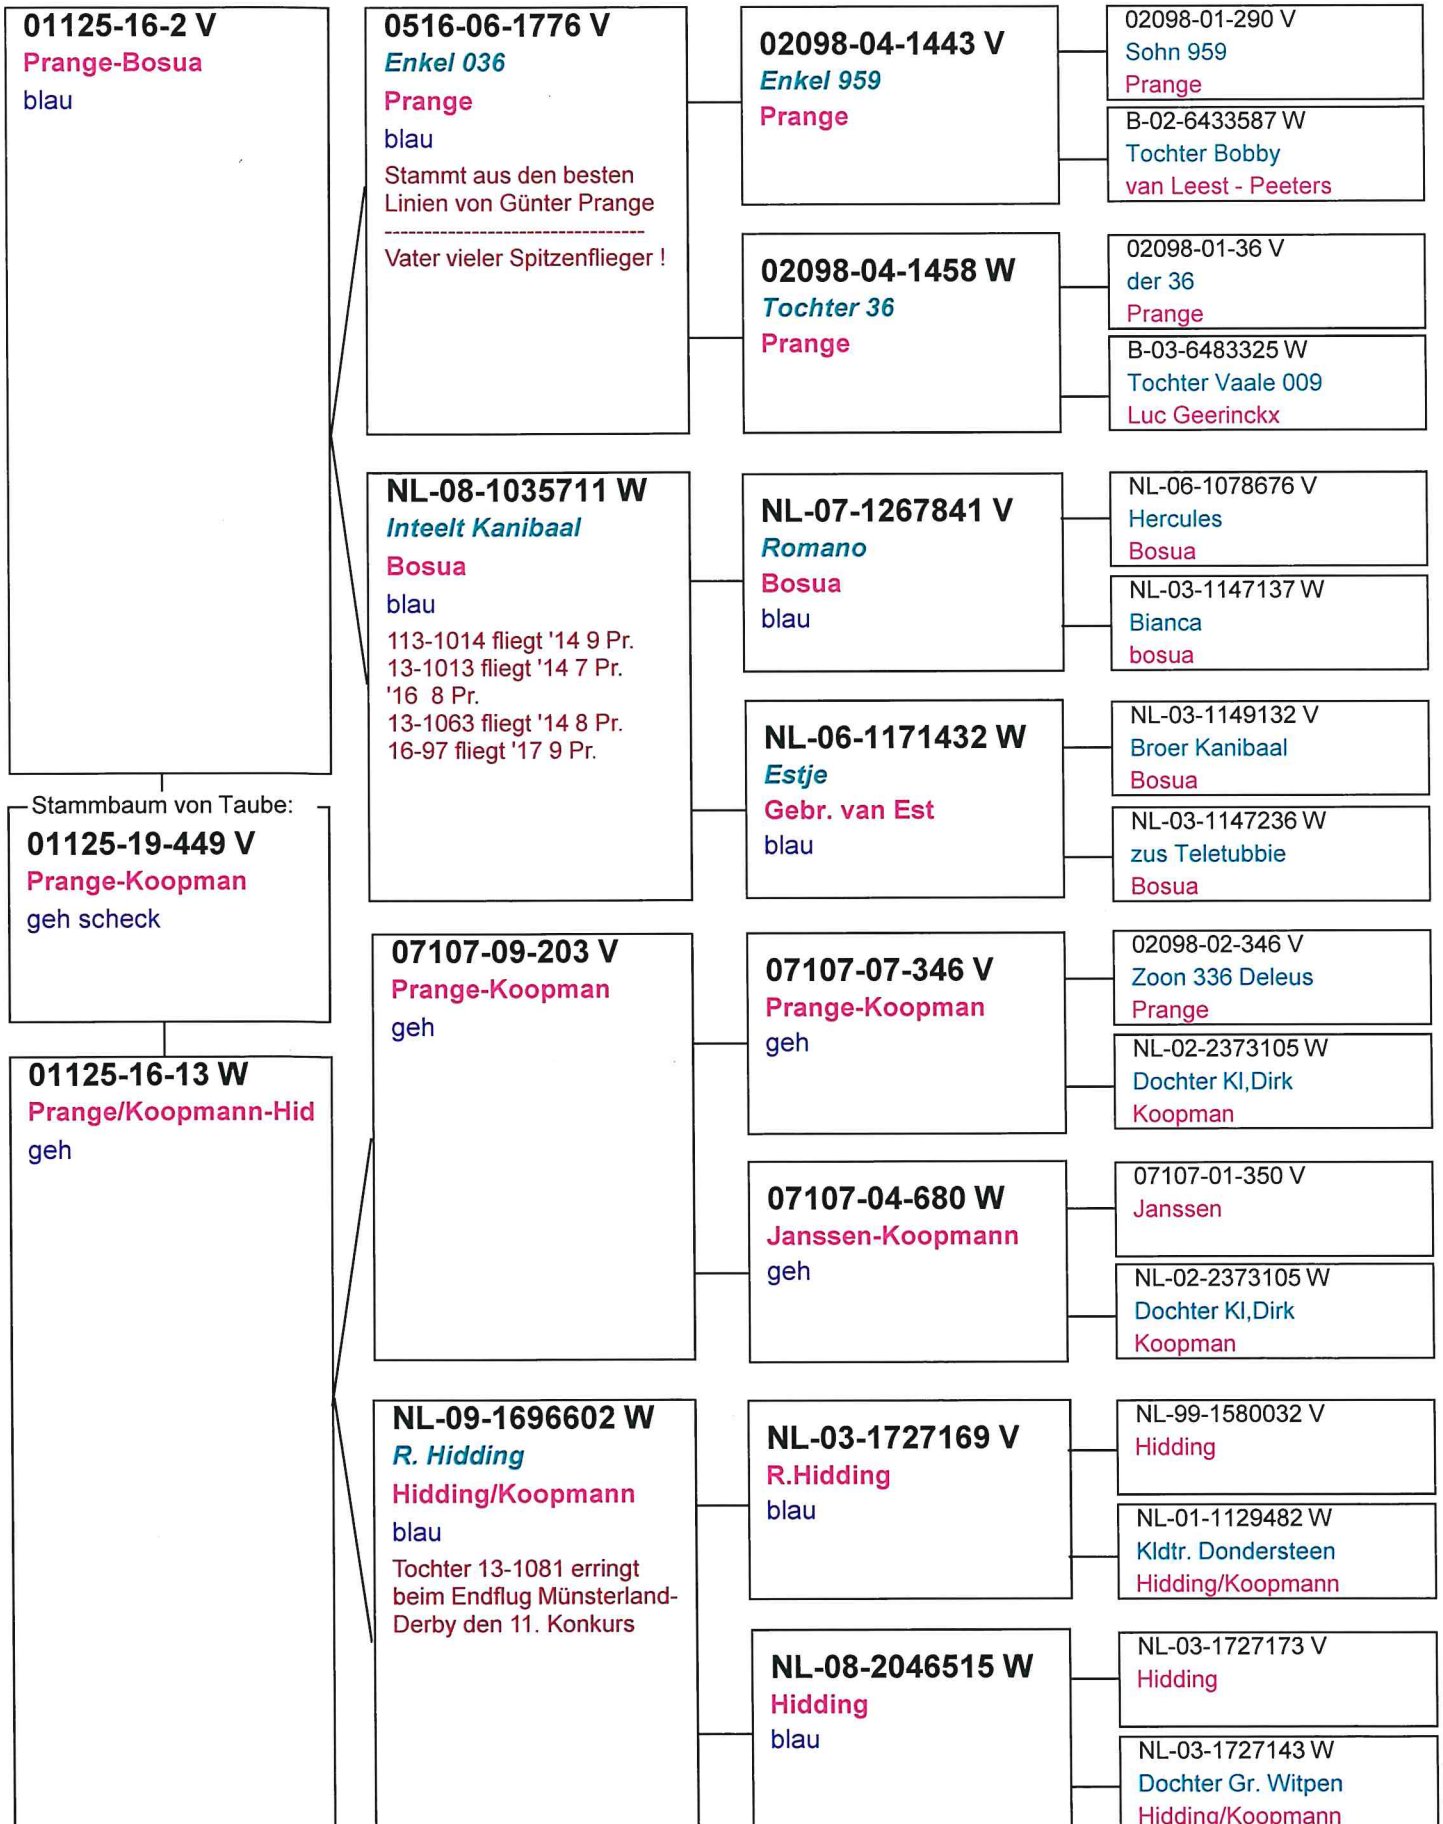 01125-16-2 V
Prange-Bosua
blau
Stammbaum von Taube:
01125-19-449 V
Prange-Koopman
geh scheck
01125-16-13 W
Prange/Koopmann-Hid
geh
0516-06-1776 V
Enkel 036
Prange
blau
Stammt aus den besten
Linien von Günter Prange
---------------------------------
Vater vieler Spitzenflieger !
NL-08-1035711 W
Inteelt Kanibaal
Bosua
blau
113-1014 fliegt '14 9 Pr.
13-1013 fliegt '14 7 Pr.
'16 8 Pr.
13-1063 fliegt '14 8 Pr.
16-97 fliegt '17 9 Pr.
07107-09-203 V
Prange-Koopman
geh
NL-09-1696602 W
R. Hidding
Hidding/Koopmann
blau
Tochter 13-1081 erringt
beim Endflug Münsterland-
Derby den 11. Konkurs
02098-04-1443 V
Enkel 959
Prange
02098-04-1458 W
Tochter 36
Prange
NL-07-1267841 V
Romano
Bosua
blau
NL-06-1171432 W
Estje
Gebr. van Est
blau
07107-07-346 V
Prange-Koopman
geh
07107-04-680 W
Janssen-Koopmann
geh
NL-03-1727169 V
R.Hidding
blau
NL-08-2046515 W
Hidding
blau
02098-01-290 V
Sohn 959
Prange
B-02-6433587 W
Tochter Bobby
van Leest - Peeters
02098-01-36 V
der 36
Prange
B-03-6483325 W
Tochter Vaale 009
Luc Geerinckx
NL-06-1078676 V
Hercules
Bosua
NL-03-1147137 W
Bianca
bosua
NL-03-1149132 V
Broer Kanibaal
Bosua
NL-03-1147236 W
zus Teletubbie
Bosua
02098-02-346 V
Zoon 336 Deleus
Prange
NL-02-2373105 W
Dochter Kl,Dirk
Koopman
07107-01-350 V
Janssen
NL-02-2373105 W
Dochter Kl,Dirk
Koopman
NL-99-1580032 V
Hidding
NL-01-1129482 W
Kldtr. Dondersteen
Hidding/Koopmann
NL-03-1727173 V
Hidding
NL-03-1727143 W
Dochter Gr. Witpen
Hidding/Koopmann